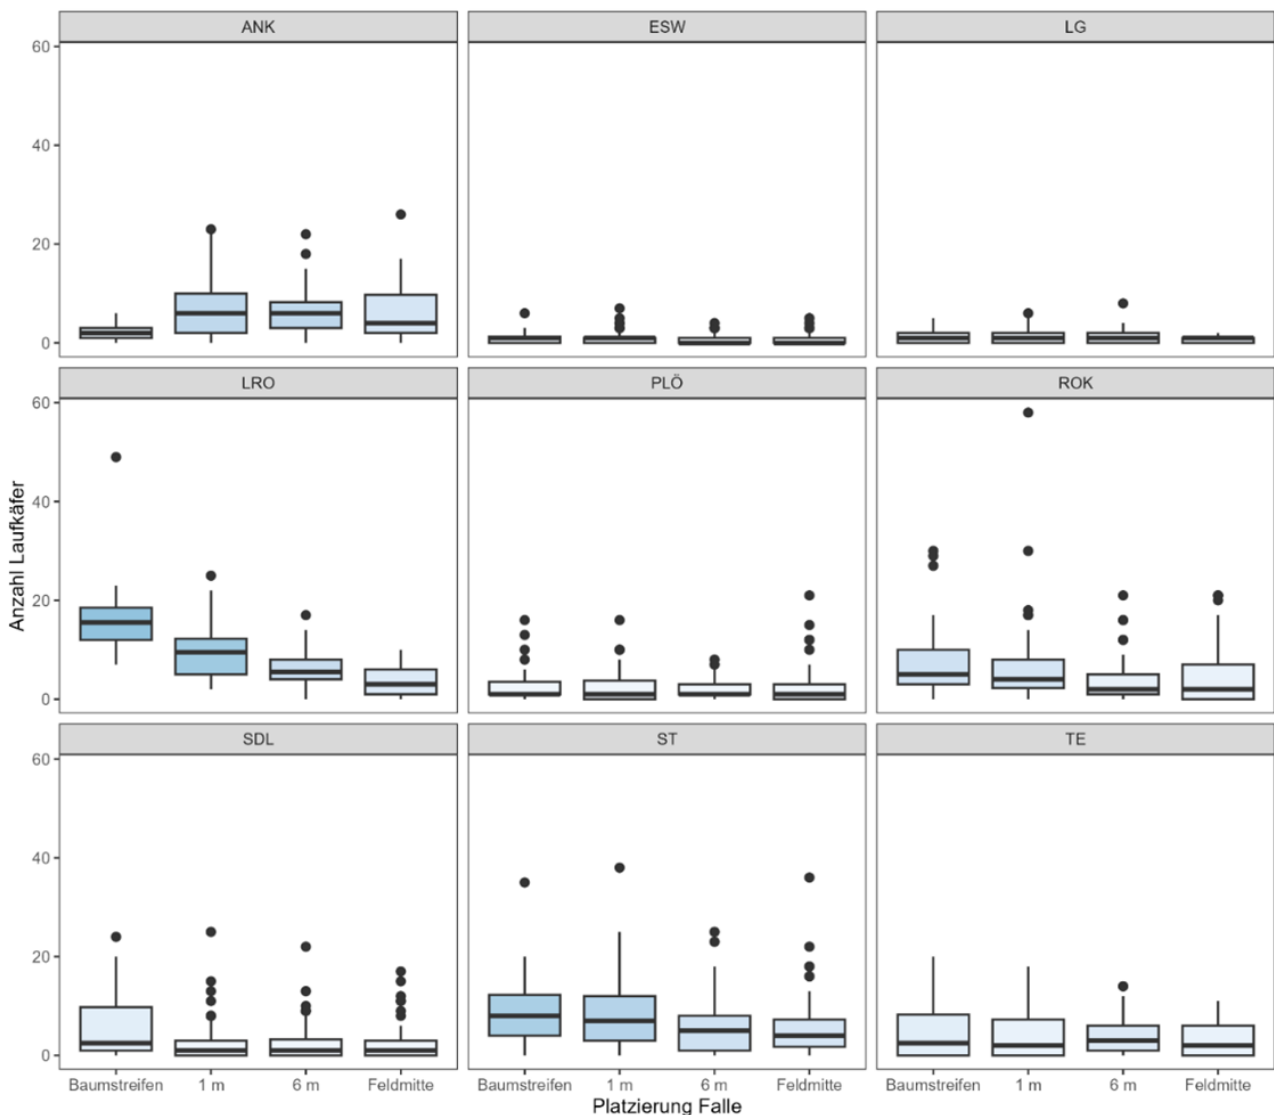 ANK ESW LG
60
40
20
0
LRO PLÖ ROK
60
40
20
0
Anzahl Laufkäfer
SDL ST TE
60
40
20
0
Baumstreifen 1 m 6 m Feldmitte Baumstreifen 1 m 6 m Feldmitte Baumstreifen 1 m 6 m Feldmitte
Platzierung Falle